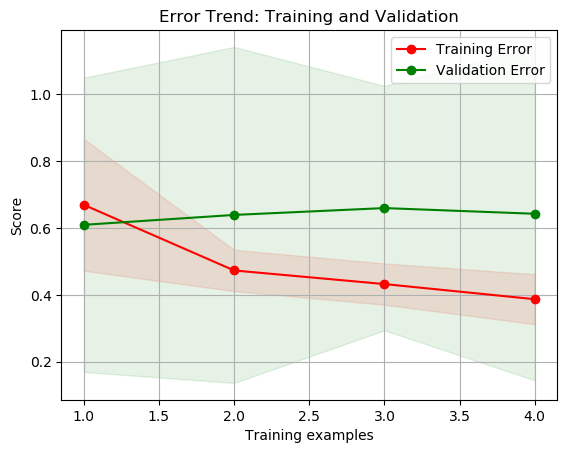 Error Trend: Training and Validation
Training Error
Validation Error
Score
1.0
0.8
0.6
0.4
0.2
1.0 1.5 2.0 2.5 3.0 3.5 4.0
Training examples